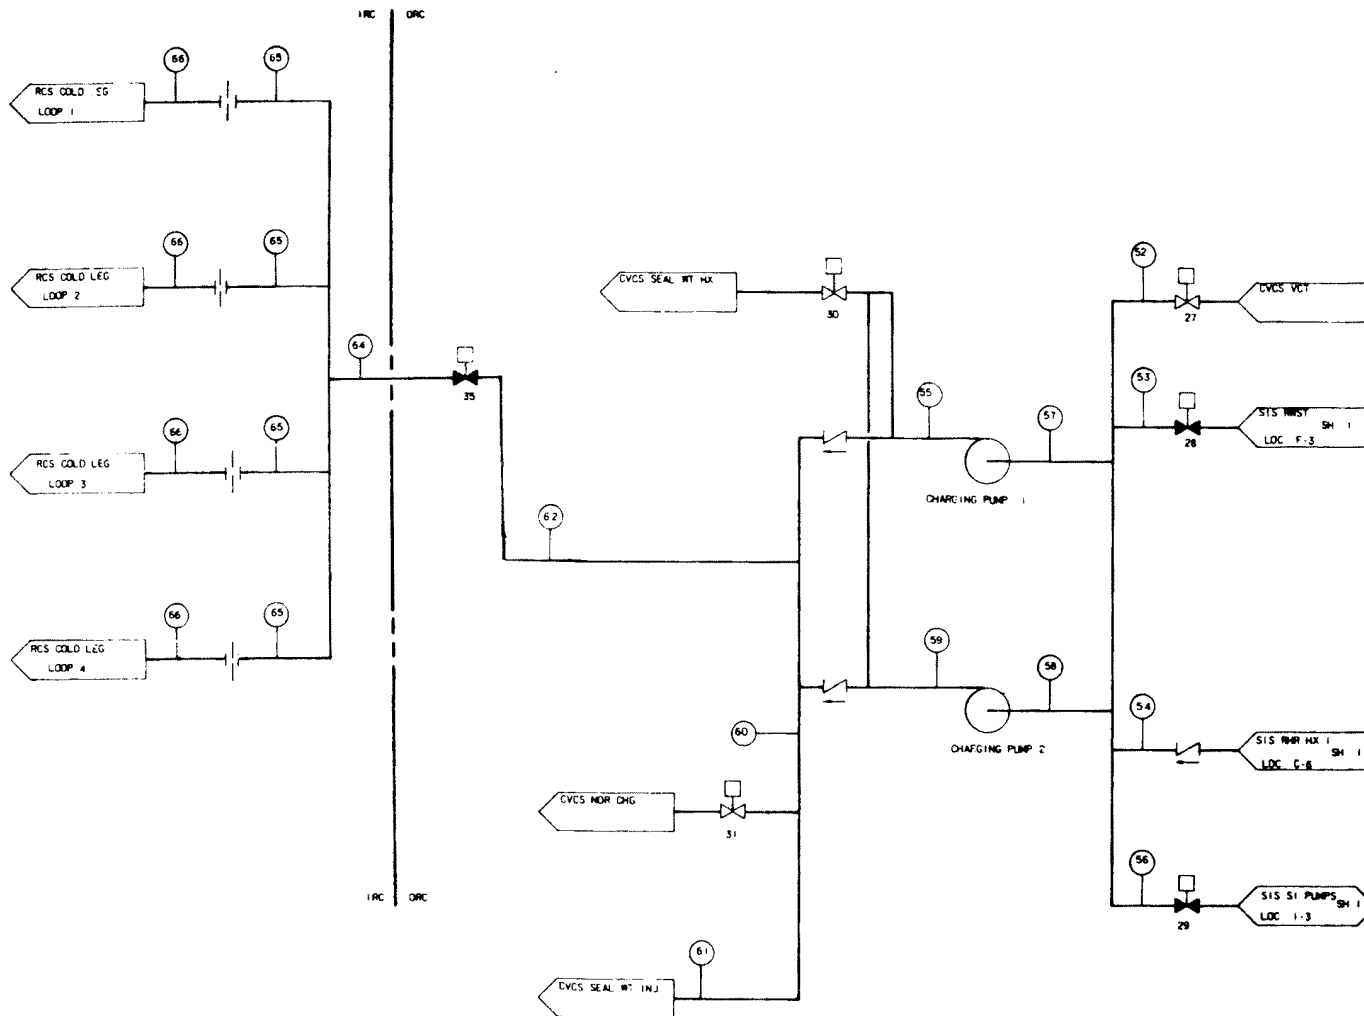 IRC ORC
66 65
RCS COLD LEG
LOOP 1
66 65
RCS COLD LEG
LOOP 2
64
35
66 65
RCS COLD LEG
LOOP 3
62
66 65
RCS COLD LEG
LOOP 4
IRC ORC
CVCS SEAL WT HX
30
52
CVCS VCT
27
55
57
53
SIS RWST SH 1
LOC F-3
28
CHARGING PUMP 1
59
58
54
60
CHARGING PUMP 2
SIS RHR HX 1 SH 1
LOC G-6
CVCS NOR CHG
31
56
SIS SI PUMPS SH 1
LOC I-3
29
61
CVCS SEAL WT INJ